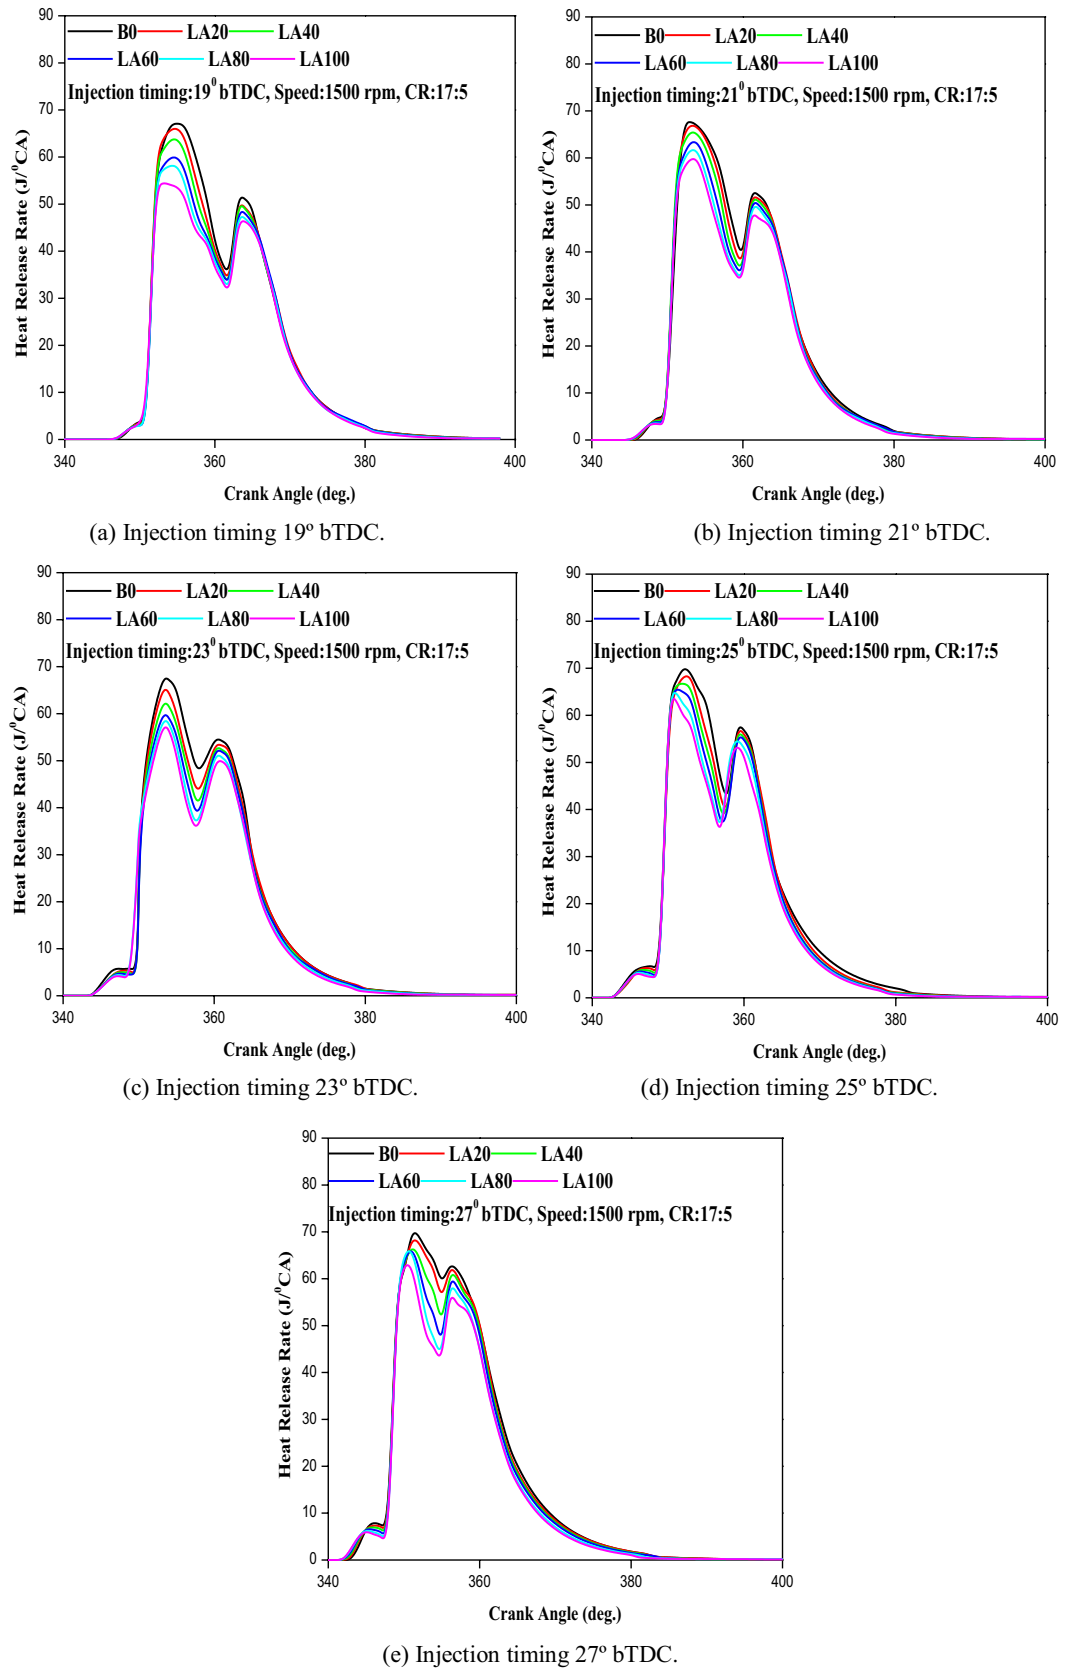 90
80
70
60
50
40
30
20
10
0
Heat Release Rate (J/⁰CA)
B0 LA20 LA40
LA60 LA80 LA100
Injection timing:19⁰ bTDC, Speed:1500 rpm, CR:17:5
340 360 380 400
Crank Angle (deg.)
(a) Injection timing 19º bTDC.
90
80
70
60
50
40
30
20
10
0
Heat Release Rate (J/⁰CA)
B0 LA20 LA40
LA60 LA80 LA100
Injection timing:21⁰ bTDC, Speed:1500 rpm, CR:17:5
340 360 380 400
Crank Angle (deg.)
(b) Injection timing 21º bTDC.
90
80
70
60
50
40
30
20
10
0
Heat Release Rate (J/⁰CA)
B0 LA20 LA40
LA60 LA80 LA100
Injection timing:23⁰ bTDC, Speed:1500 rpm, CR:17:5
340 360 380 400
Crank Angle (deg.)
(c) Injection timing 23º bTDC.
90
80
70
60
50
40
30
20
10
0
Heat Release Rate (J/⁰CA)
B0 LA20 LA40
LA60 LA80 LA100
Injection timing:25⁰ bTDC, Speed:1500 rpm, CR:17:5
340 360 380 400
Crank Angle (deg.)
(d) Injection timing 25º bTDC.
90
80
70
60
50
40
30
20
10
0
Heat Release Rate (J/⁰CA)
B0 LA20 LA40
LA60 LA80 LA100
Injection timing:27⁰ bTDC, Speed:1500 rpm, CR:17:5
340 360 380 400
Crank Angle (deg.)
(e) Injection timing 27º bTDC.